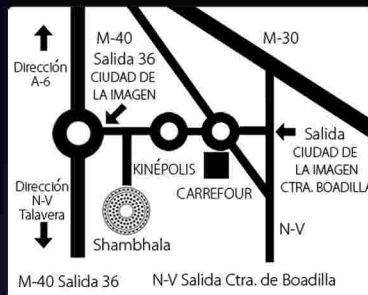 M-40
Salida 36
CIUDAD DE
LA IMAGEN
M-30
Dirección
A-6
Salida
CIUDAD DE
LA IMAGEN
CTRA. BOADILLA
KINÉPOLIS
CARREFOUR
Dirección
N-V
Talavera
Shambhala
N-V
M-40 Salida 36
N-V Salida Ctra. de Boadilla